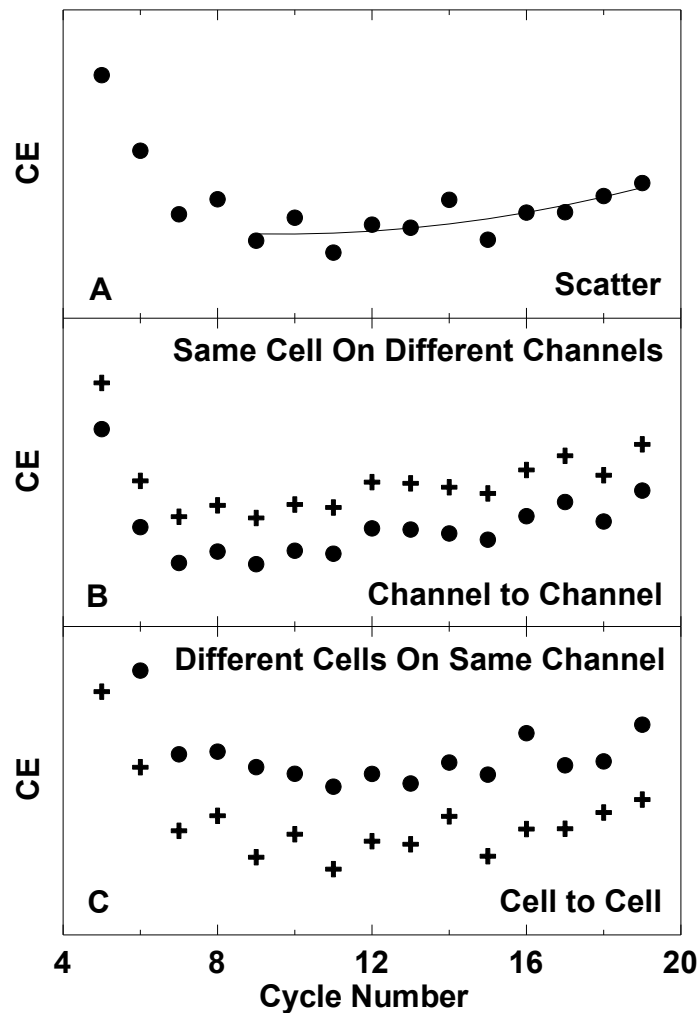 CE
A
Scatter
Same Cell On Different Channels
CE
B
Channel to Channel
Different Cells On Same Channel
CE
C
Cell to Cell
4 8 12 16 20
Cycle Number